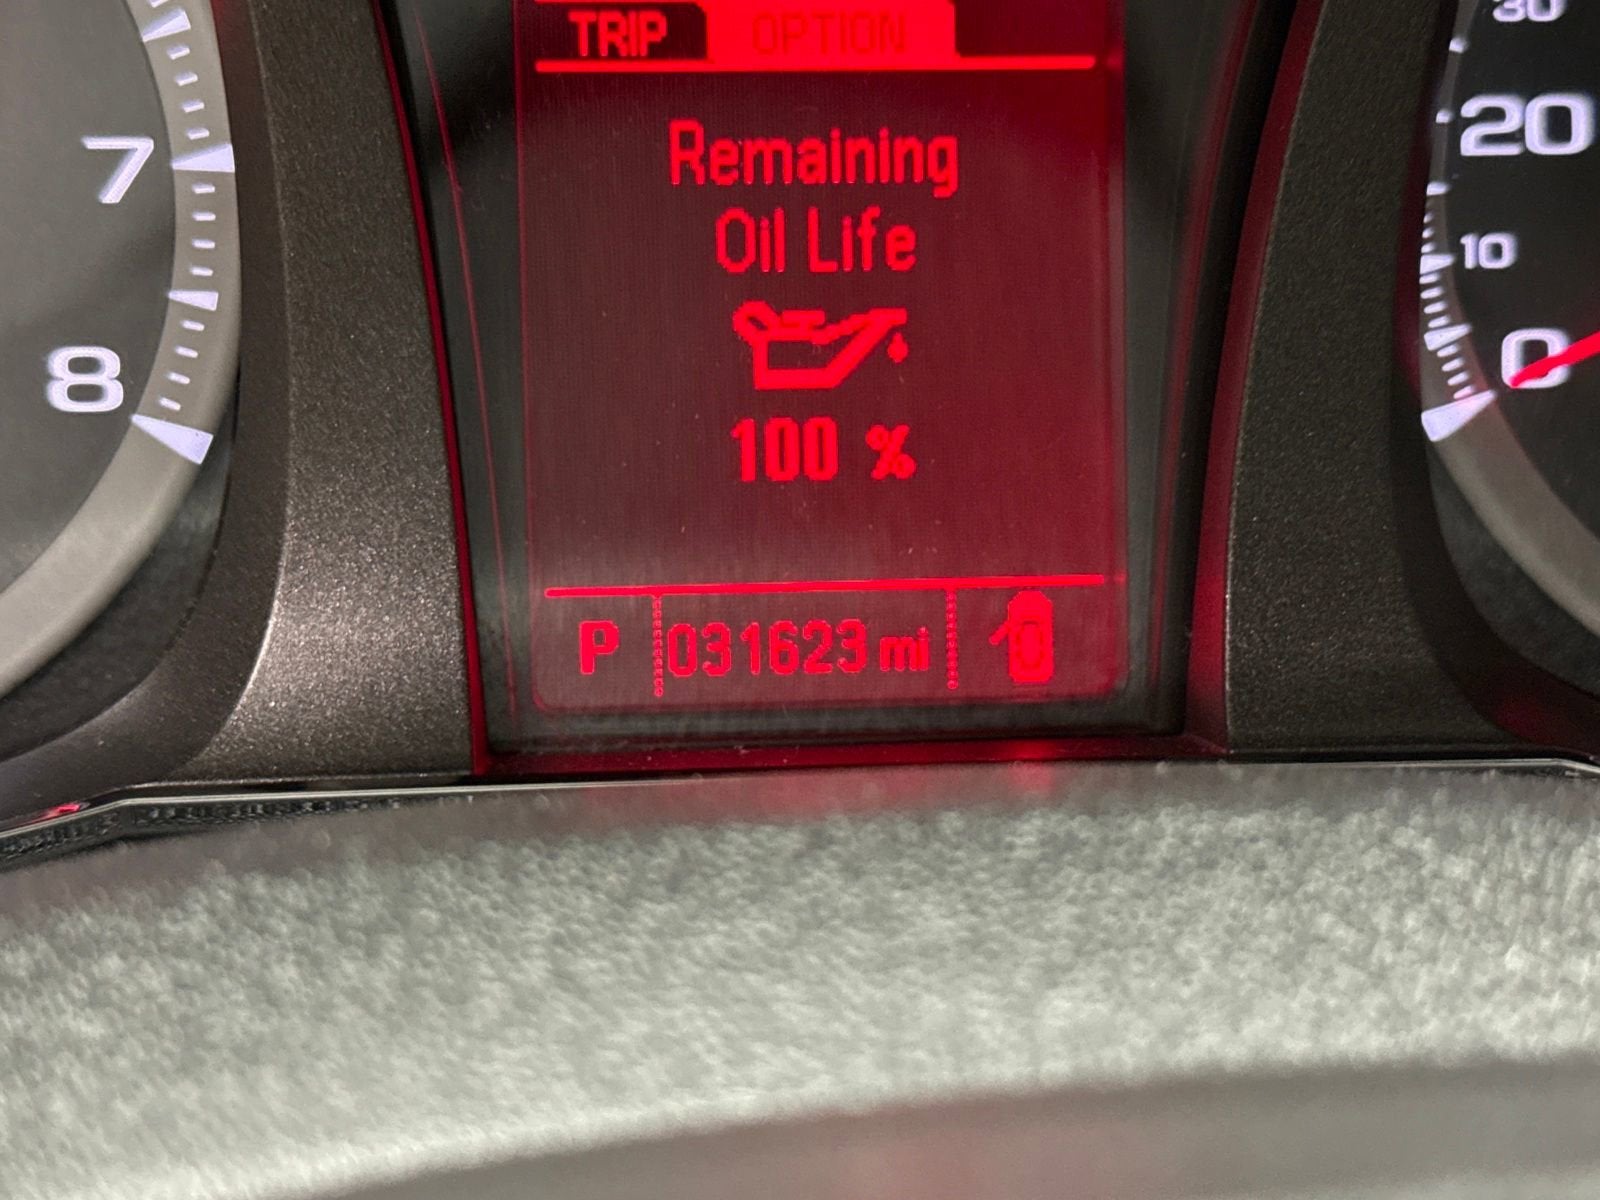 TRIP OPTION
Remaining
Oil Life
100 %
P 031623 mi
7
8
30
20
10
0